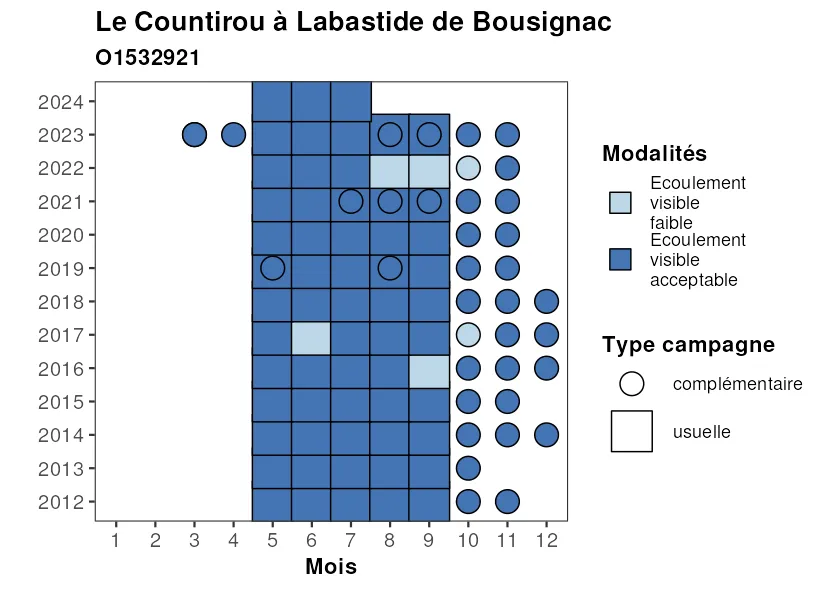 Le Countirou à Labastide de Bousignac
O1532921
2024
2023
2022
2021
2020
2019
2018
2017
2016
2015
2014
2013
2012
1 2 3 4 5 6 7 8 9 10 11 12
Mois
Modalités
Ecoulement
visible
faible
Ecoulement
visible
acceptable
Type campagne
complémentaire
usuelle